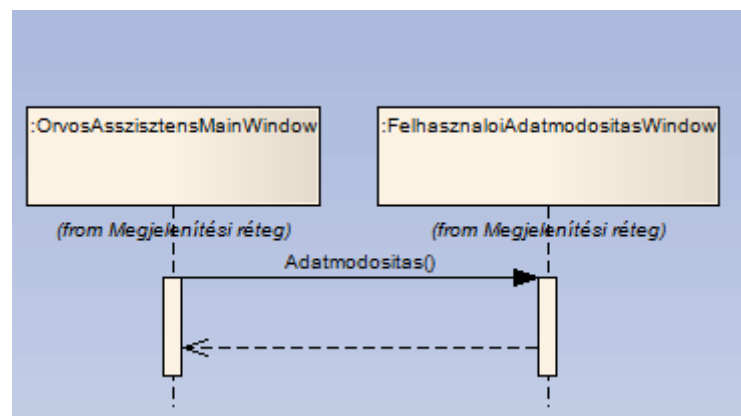 :OrvosAsszisztensMainWindow
:FelhasznaloiAdatmodositasWindow
(from Megjelenítési réteg)
(from Megjelenítési réteg)
Adatmodositas()